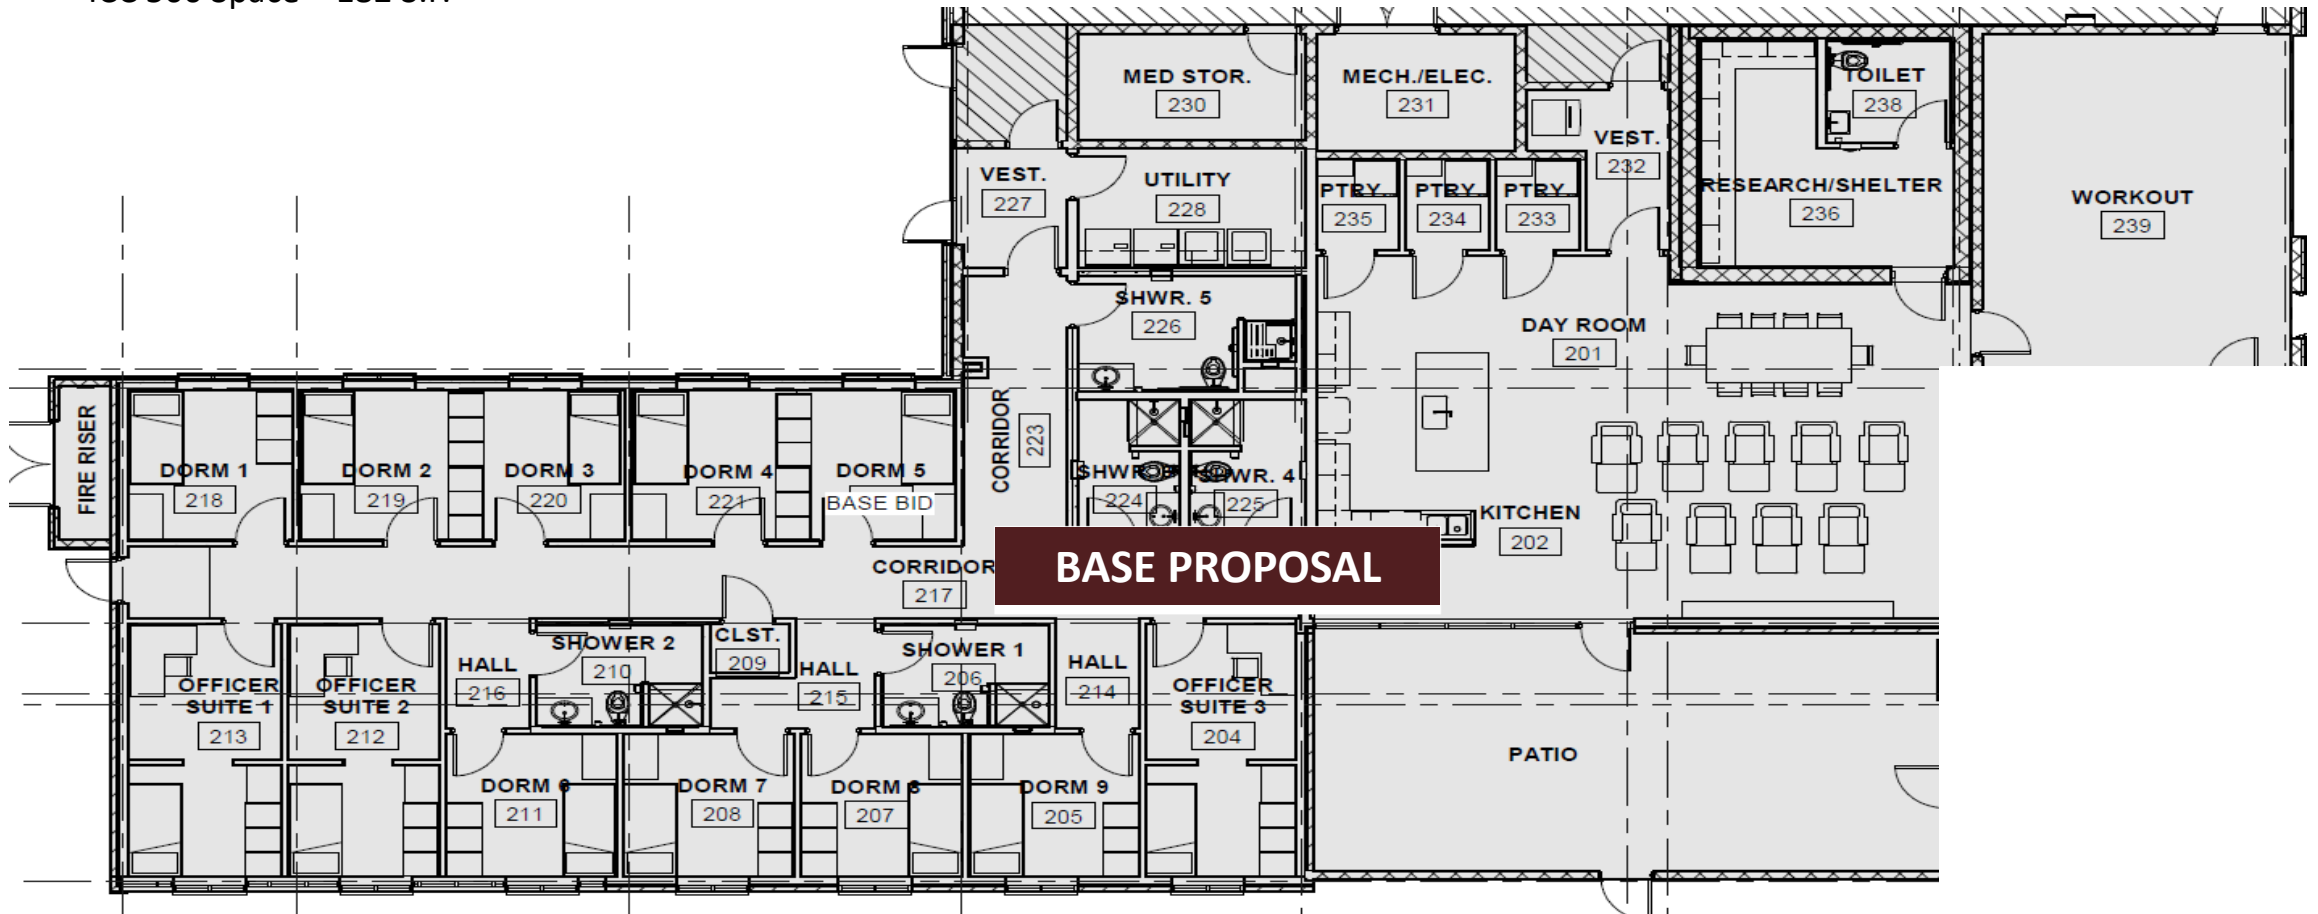 MED STOR.
230
MECH./ELEC.
231
TOILET
238
VEST.
232
VEST.
227
UTILITY
228
PTRY
235
PTRY
234
PTRY
233
RESEARCH/SHELTER
236
WORKOUT
239
SHWR. 5
226
DAY ROOM
201
FIRE RISER
DORM 1
218
DORM 2
219
DORM 3
220
DORM 4
221
DORM 5
BASE BID
CORRIDOR
223
224
SHWR. 4
225
KITCHEN
202
CORRIDOR
217
BASE PROPOSAL
OFFICER
SUITE 1
213
OFFICER
SUITE 2
212
HALL
216
SHOWER 2
210
CLST.
209
HALL
215
SHOWER 1
206
HALL
214
OFFICER
SUITE 3
204
PATIO
DORM 6
211
DORM 7
208
DORM 8
207
DORM 9
205